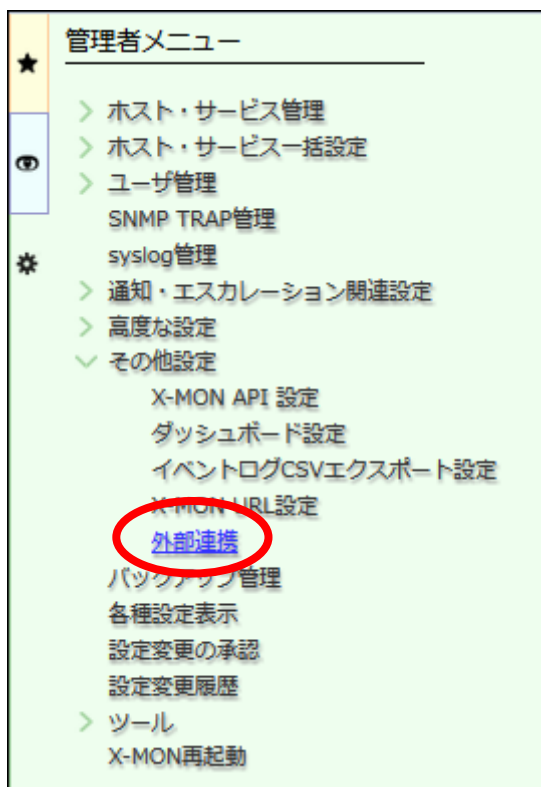 管理者メニュー
ホスト・サービス管理
ホスト・サービス一括設定
ユーザ管理
SNMP TRAP管理
syslog管理
通知・エスカレーション関連設定
高度な設定
その他設定
X-MON API 設定
ダッシュボード設定
イベントログCSVエクスポート設定
X-MON URL設定
外部連携
バックアップ管理
各種設定表示
設定変更の承認
設定変更履歴
ツール
X-MON再起動